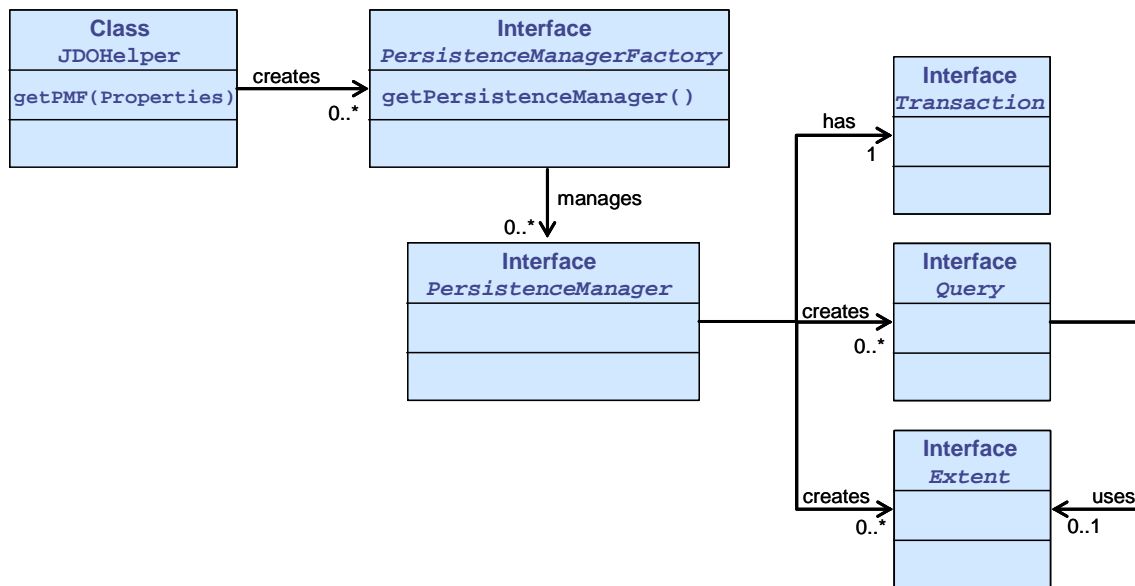 Class
JDOHelper
getPMF(Properties)
creates
0..*
Interface
PersistenceManagerFactory
getPersistenceManager()
manages
0..*
Interface
PersistenceManager
has
1
Interface
Transaction
creates
0..*
Interface
Query
creates
0..*
Interface
Extent
uses
0..1